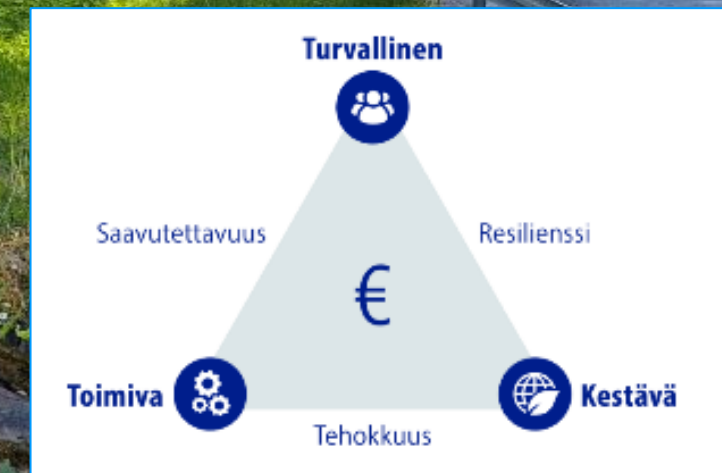 Turvallinen
Saavutettavuus
Resilienssi
€
Toimiva
Kestävä
Tehokkuus